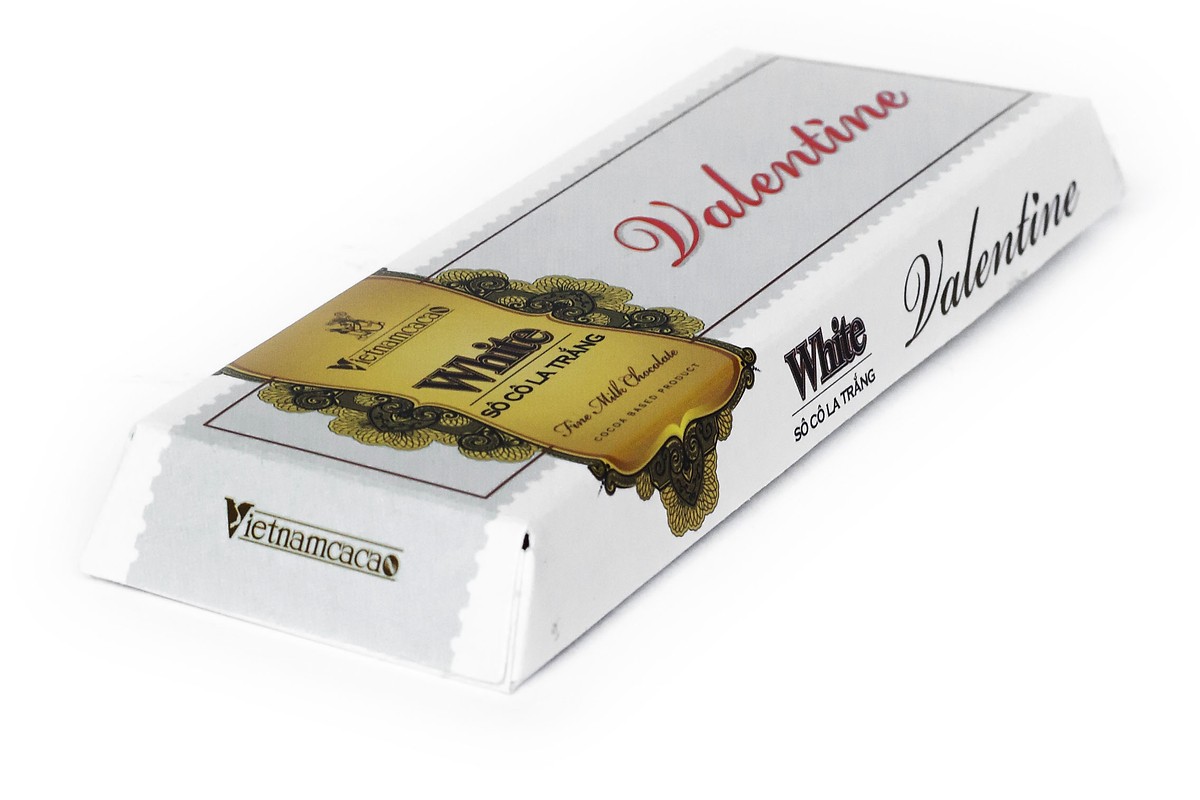 Valentine
Vietnamcacao
White
SÔ CÔ LA TRẮNG
Fine Milk Chocolate
COCOA BASED PRODUCT
Valentine
White
SÔ CÔ LA TRẮNG
Vietnamcacao